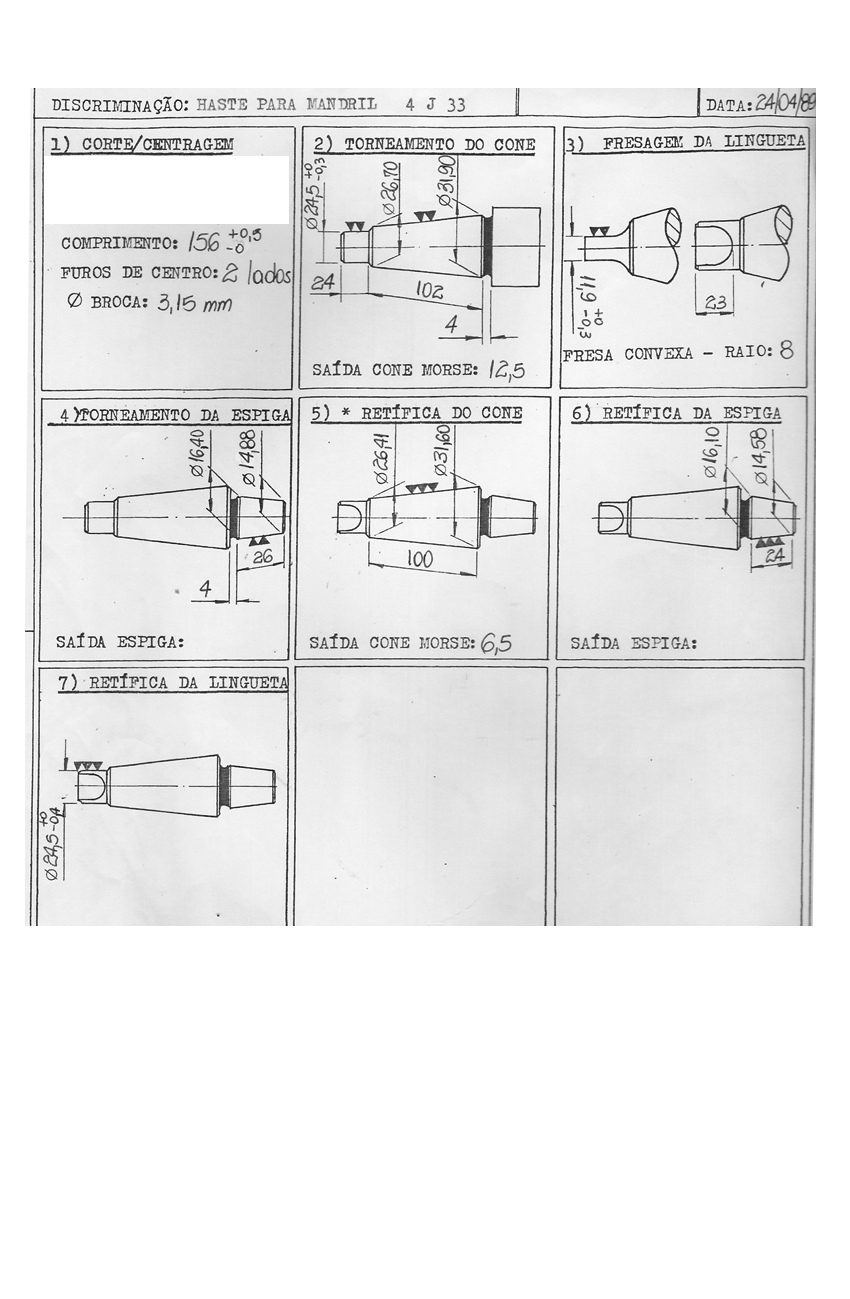 DISCRIMINAÇÃO: HASTE PARA MANDRIL 4 J 33
DATA: 24/04/89
1) CORTE/CENTRAGEM
COMPRIMENTO: 156 +0,5 -0
FUROS DE CENTRO: 2 lados
Ø BROCA: 3,15 mm
2) TORNEAMENTO DO CONE
Ø24,5 +0 -0,3
Ø26,70
Ø31,90
24
102
4
SAÍDA CONE MORSE: 12,5
3) FRESAGEM DA LINGUETA
11,9 +0 -0,3
23
FRESA CONVEXA - RAIO: 8
4) TORNEAMENTO DA ESPIGA
Ø16,40
Ø14,88
26
4
SAÍDA ESPIGA:
5) * RETÍFICA DO CONE
Ø26,41
Ø31,60
100
SAÍDA CONE MORSE: 6,5
6) RETÍFICA DA ESPIGA
Ø16,10
Ø14,58
24
SAÍDA ESPIGA:
7) RETÍFICA DA LINGUETA
Ø24,5 +0 -0,4